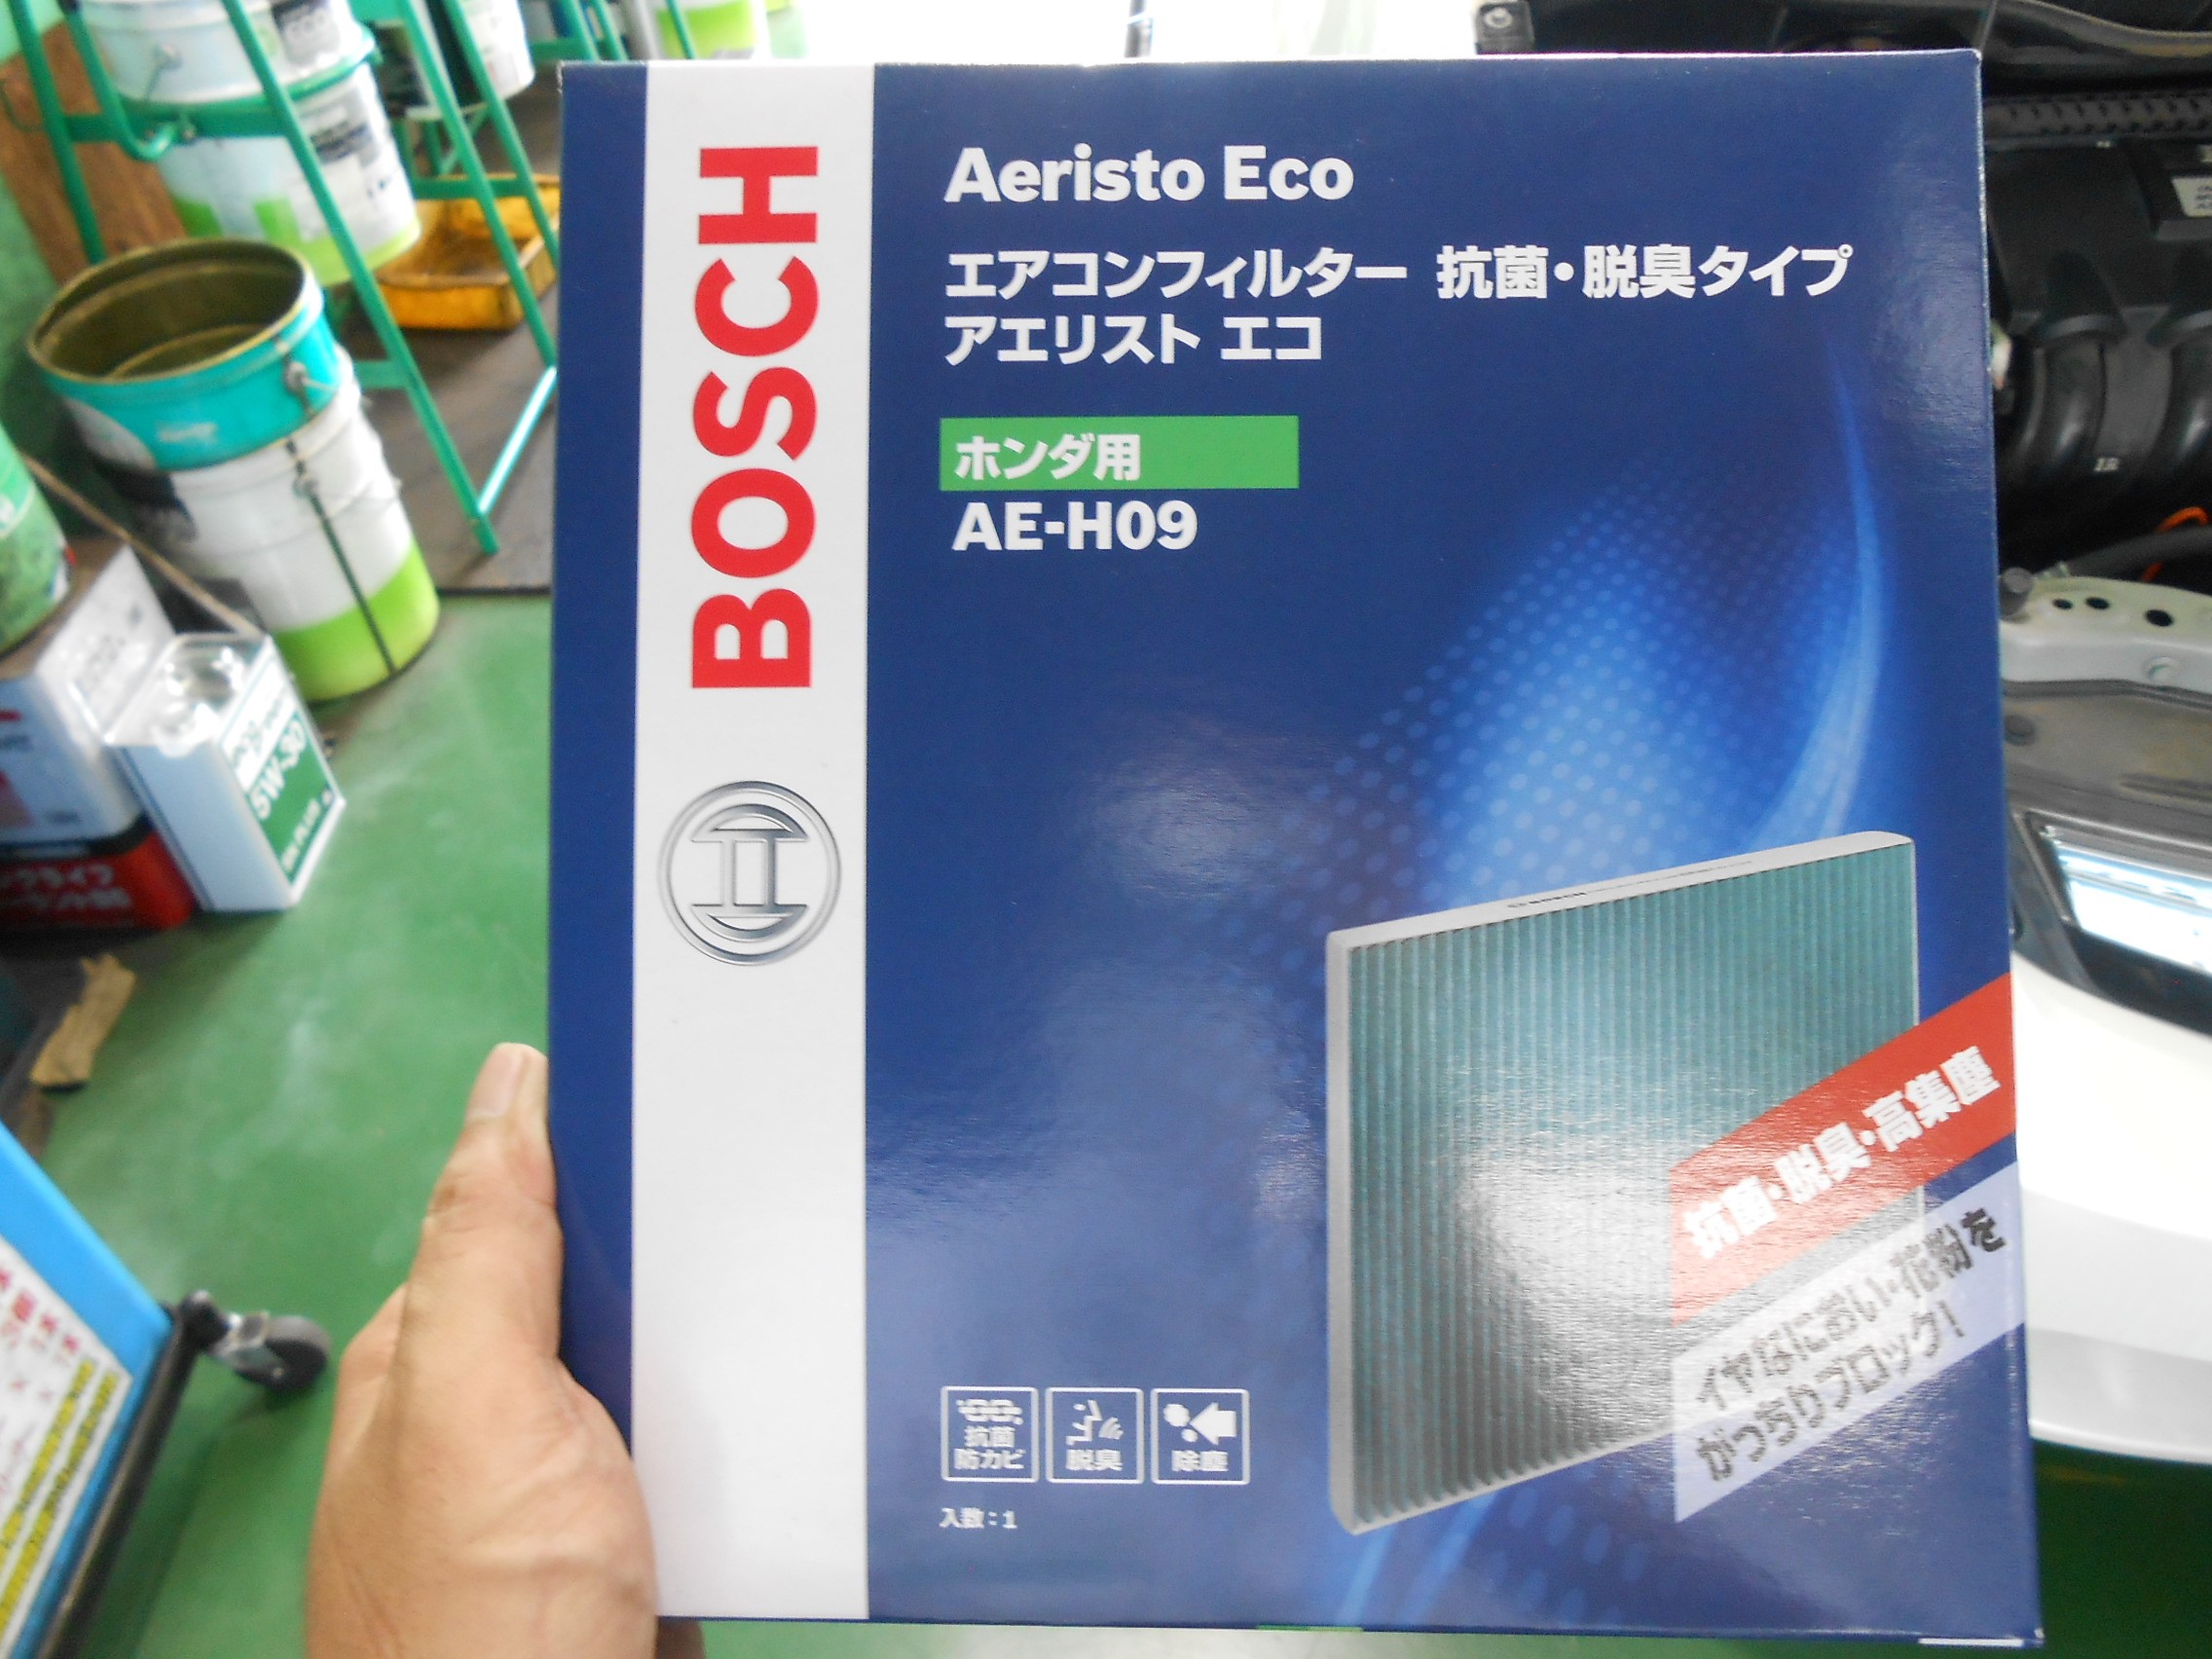 BOSCH
Aeristo Eco
エアコンフィルター 抗菌・脱臭タイプ
アエリスト エコ
ホンダ用
AE-H09
抗菌・脱臭・高集塵
イヤなにおい・花粉を
がっちりブロック!
抗菌
防カビ
脱臭
除塵
入数:1
5W-30